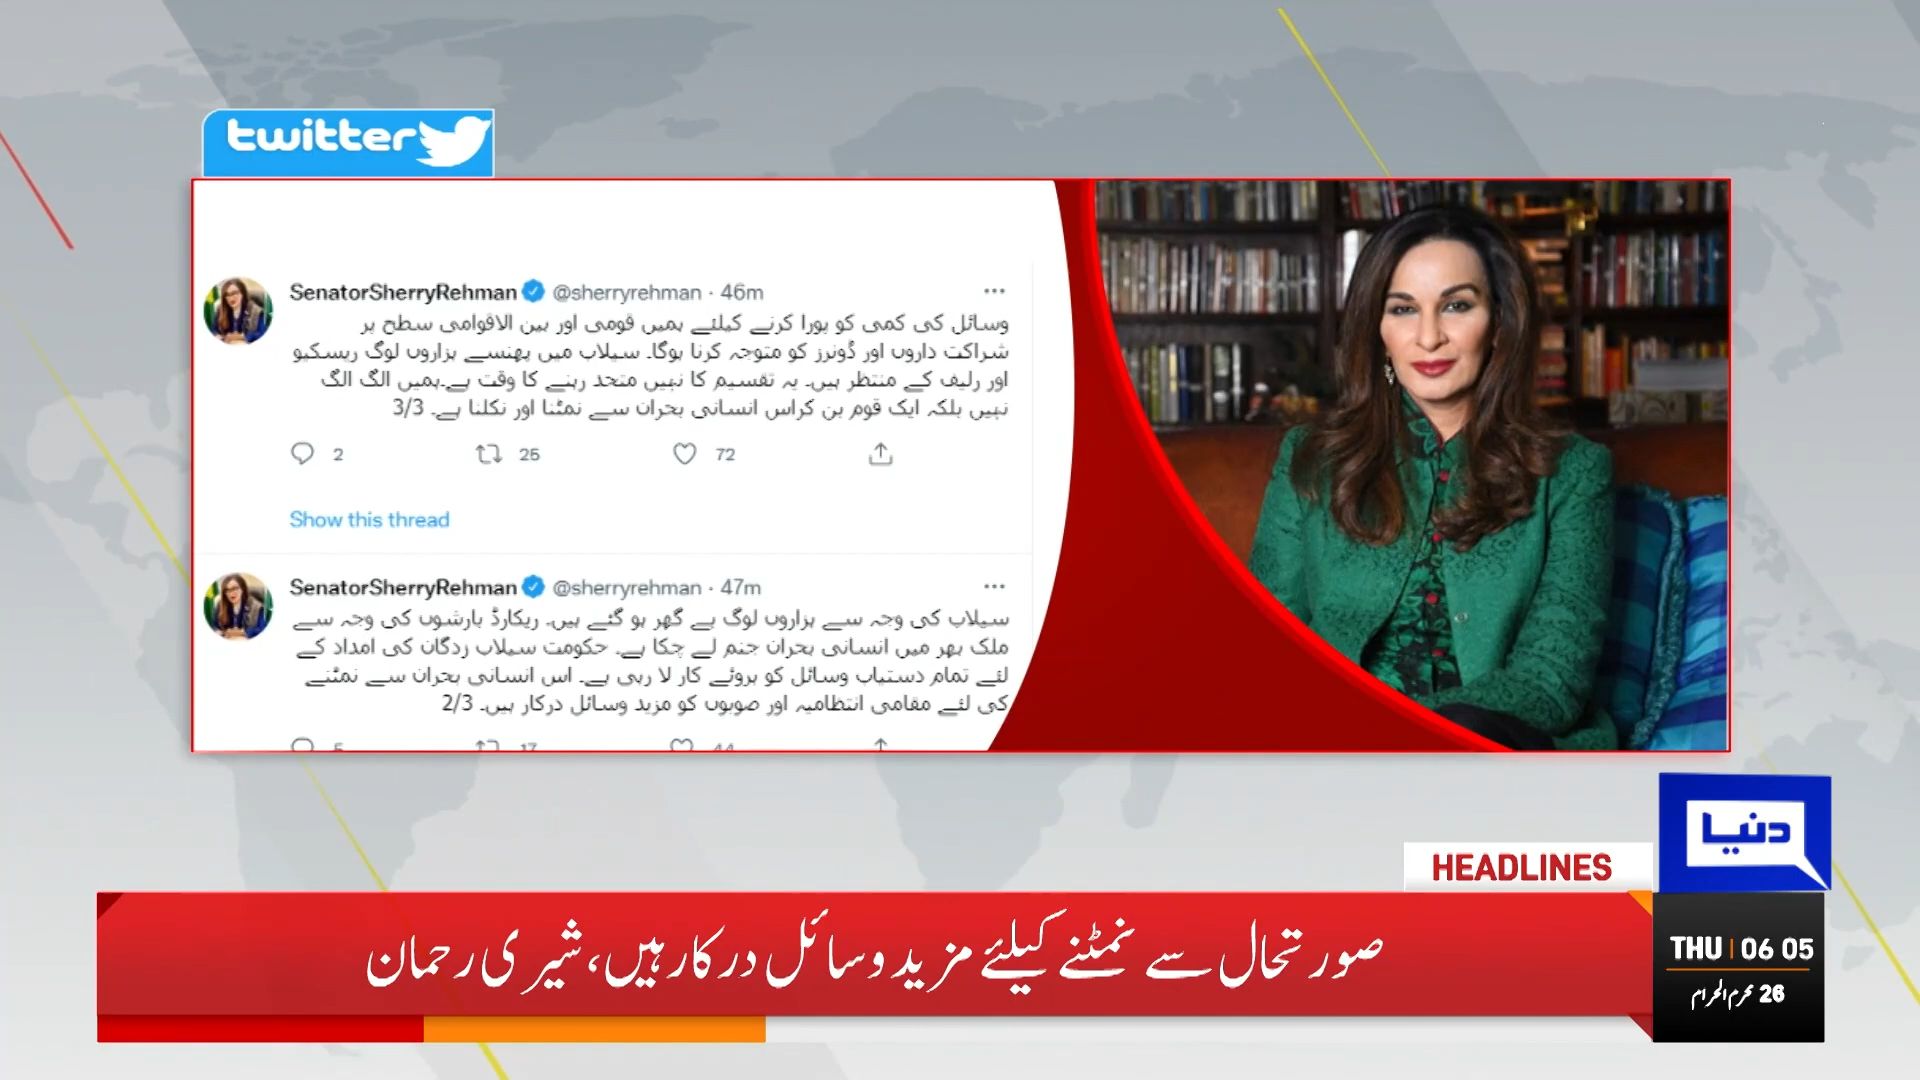 twitter
SenatorSherryRehman @sherryrehman · 46m
وسائل کی کمی کو پورا کرنے کیلئے ہمیں قومی اور بین الاقوامی سطح پر
شراکت داروں اور ڈونرز کو متوجہ کرنا ہوگا۔ سیلاب میں پھنسے ہزاروں لوگ ریسکیو
اور رلیف کے منتظر ہیں۔ یہ تقسیم کا نہیں متحد رہنے کا وقت ہے۔ہمیں الگ الگ
نہیں بلکہ ایک قوم بن کراس انسانی بحران سے نمٹنا اور نکلنا ہے۔ 3/3
2 25 72
Show this thread
SenatorSherryRehman @sherryrehman · 47m
سیلاب کی وجہ سے ہزاروں لوگ بے گھر ہو گئے ہیں۔ ریکارڈ بارشوں کی وجہ سے
ملک بھر میں انسانی بحران جنم لے چکا ہے۔ حکومت سیلاب زدگان کی امداد کے
لئے تمام دستیاب وسائل کو بروئے کار لا رہی ہے۔ اس انسانی بحران سے نمٹنے
کی لئے مقامی انتظامیہ اور صوبوں کو مزید وسائل درکار ہیں۔ 2/3
5 17 44
دنیا
HEADLINES
صورتحال سے نمٹنے کیلئے مزید وسائل درکار ہیں، شیری رحمان
THU | 06 05
26 محرم الحرام